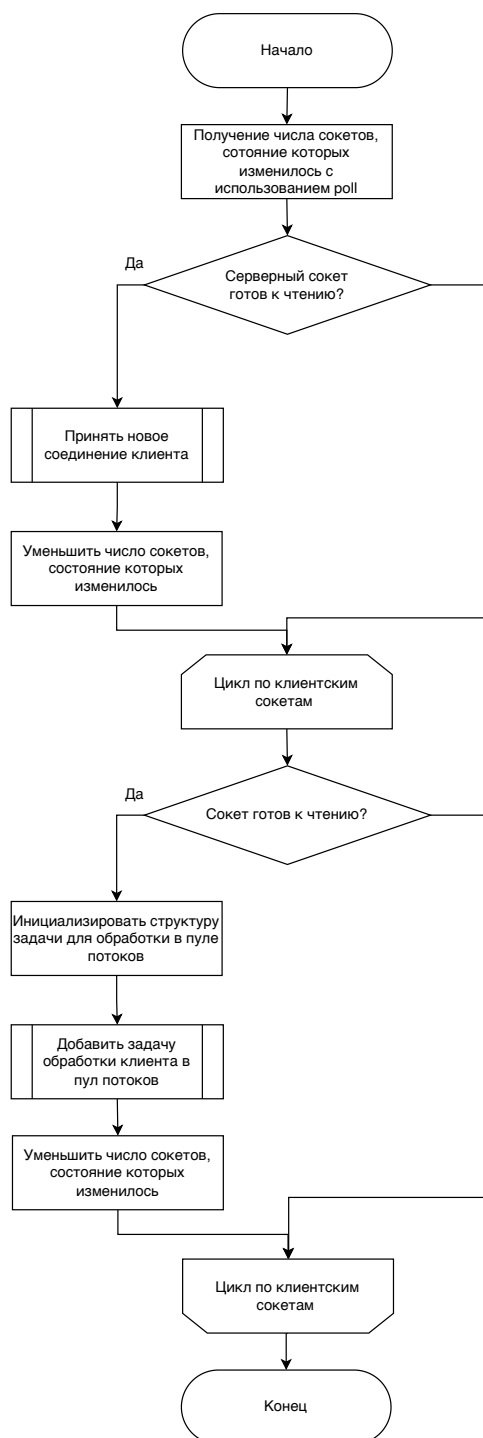 Начало
Получение числа сокетов,
сотояние которых
изменилось с
использованием poll
Да
Серверный сокет
готов к чтению?
Принять новое
соединение клиента
Уменьшить число сокетов,
состояние которых
изменилось
Цикл по клиентским
сокетам
Да
Сокет готов к чтению?
Инициализировать структуру
задачи для обработки в пуле
потоков
Добавить задачу
обработки клиента в
пул потоков
Уменьшить число сокетов,
состояние которых
изменилось
Цикл по клиентским
сокетам
Конец